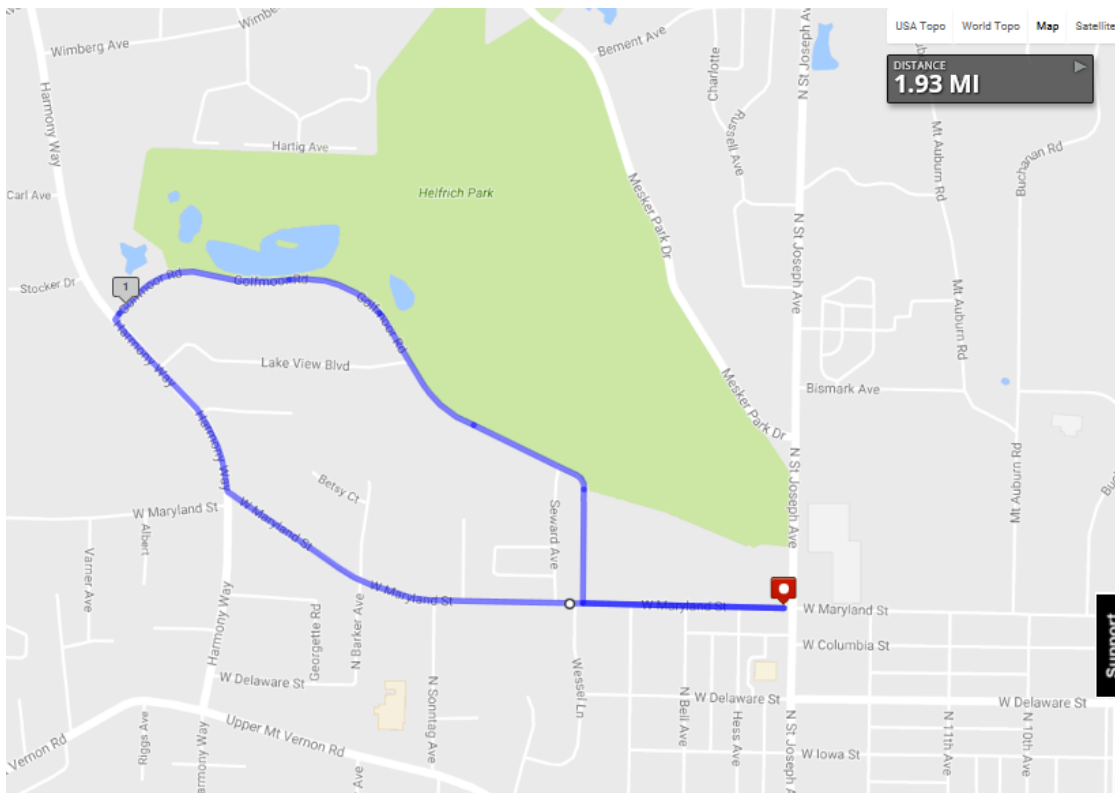 USA Topo World Topo Map Satellite
DISTANCE
1.93 MI
Wimberg Ave
Wimbe
Bement Ave
Charlotte
N St Joseph Ave
Harmony Way
Hartig Ave
Russell Ave
Mt Auburn Rd
Buchanan Rd
Carl Ave
Helfrich Park
Mesker Park Dr
N St Joseph Ave
Stocker Dr
1
Golfmoor Rd
Golfmoor Rd
Golfmoor Rd
Mt Auburn Rd
Harmony Way
Lake View Blvd
Mesker Park Dr
Bismark Ave
Harmony Way
Betsy Ct
N St Joseph Ave
Mt Auburn Rd
W Maryland St
W Maryland St
Albert
Seward Ave
Varner Ave
W Maryland St
W Maryland St
W Maryland St
Harmony Way
Georgette Rd
N Barker Ave
W Columbia St
Support
W Delaware St
N Sonntag Ave
Wessel Ln
N Bell Ave
W Delaware St
Hess Ave
W Delaware St
Vernon Rd
Riggs Ave
Upper Mt Vernon Rd
N St Joseph A
W Iowa St
N 11th Ave
N 10th Ave
armony Way
Ave